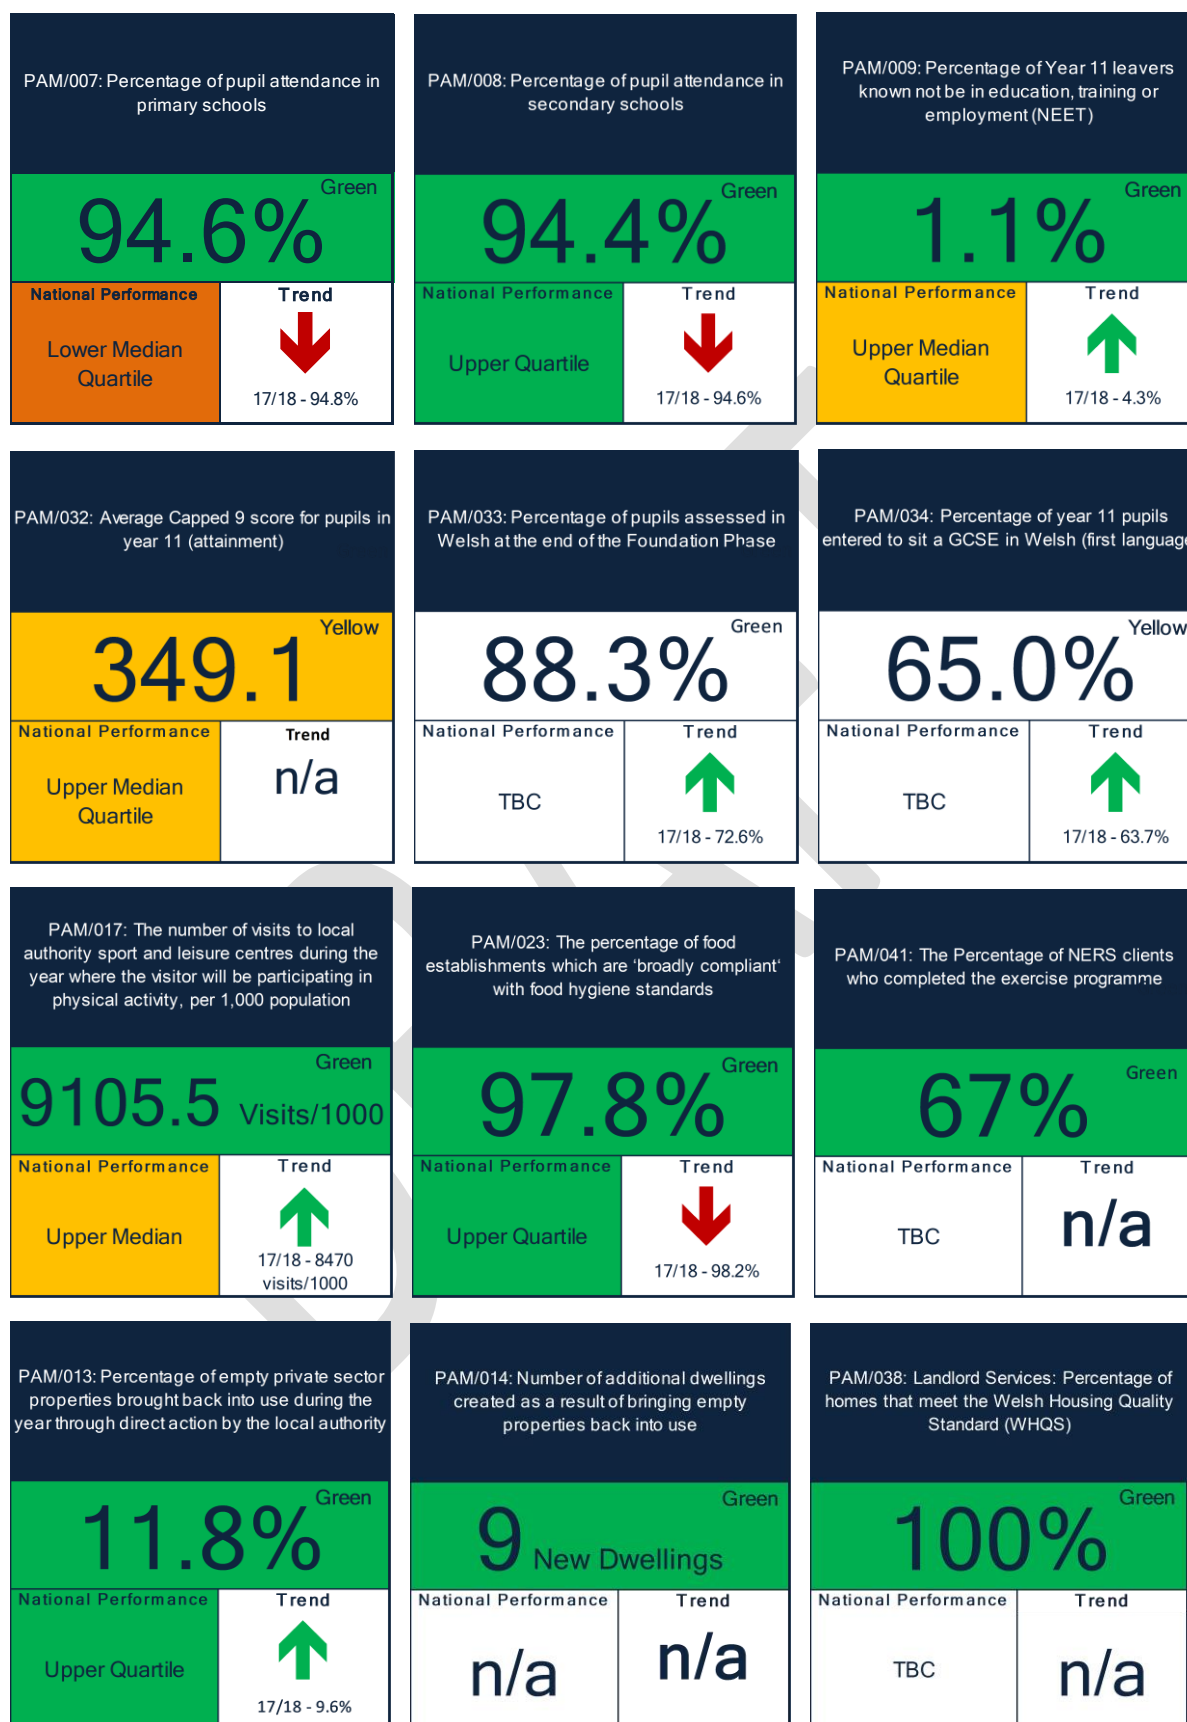 PAM/007: Percentage of pupil attendance in
primary schools
Green
94.6%
National Performance
Lower Median
Quartile
Trend
17/18 - 94.8%
PAM/008: Percentage of pupil attendance in
secondary schools
Green
94.4%
National Performance
Upper Quartile
Trend
17/18 - 94.6%
PAM/009: Percentage of Year 11 leavers
known not be in education, training or
employment (NEET)
Green
1.1%
National Performance
Upper Median
Quartile
Trend
17/18 - 4.3%
PAM/032: Average Capped 9 score for pupils in
year 11 (attainment)
Yellow
349.1
National Performance
Upper Median
Quartile
Trend
n/a
PAM/033: Percentage of pupils assessed in
Welsh at the end of the Foundation Phase
Green
88.3%
National Performance
TBC
Trend
17/18 - 72.6%
PAM/034: Percentage of year 11 pupils
entered to sit a GCSE in Welsh (first language
Yellow
65.0%
National Performance
TBC
Trend
17/18 - 63.7%
PAM/017: The number of visits to local
authority sport and leisure centres during the
year where the visitor will be participating in
physical activity, per 1,000 population
Green
9105.5 Visits/1000
National Performance
Upper Median
Trend
17/18 - 8470
visits/1000
PAM/023: The percentage of food
establishments which are ‘broadly compliant‘
with food hygiene standards
Green
97.8%
National Performance
Upper Quartile
Trend
17/18 - 98.2%
PAM/041: The Percentage of NERS clients
who completed the exercise programme
Green
67%
National Performance
TBC
Trend
n/a
PAM/013: Percentage of empty private sector
properties brought back into use during the
year through direct action by the local authority
Green
11.8%
National Performance
Upper Quartile
Trend
17/18 - 9.6%
PAM/014: Number of additional dwellings
created as a result of bringing empty
properties back into use
Green
9 New Dwellings
National Performance
n/a
Trend
n/a
PAM/038: Landlord Services: Percentage of
homes that meet the Welsh Housing Quality
Standard (WHQS)
Green
100%
National Performance
TBC
Trend
n/a